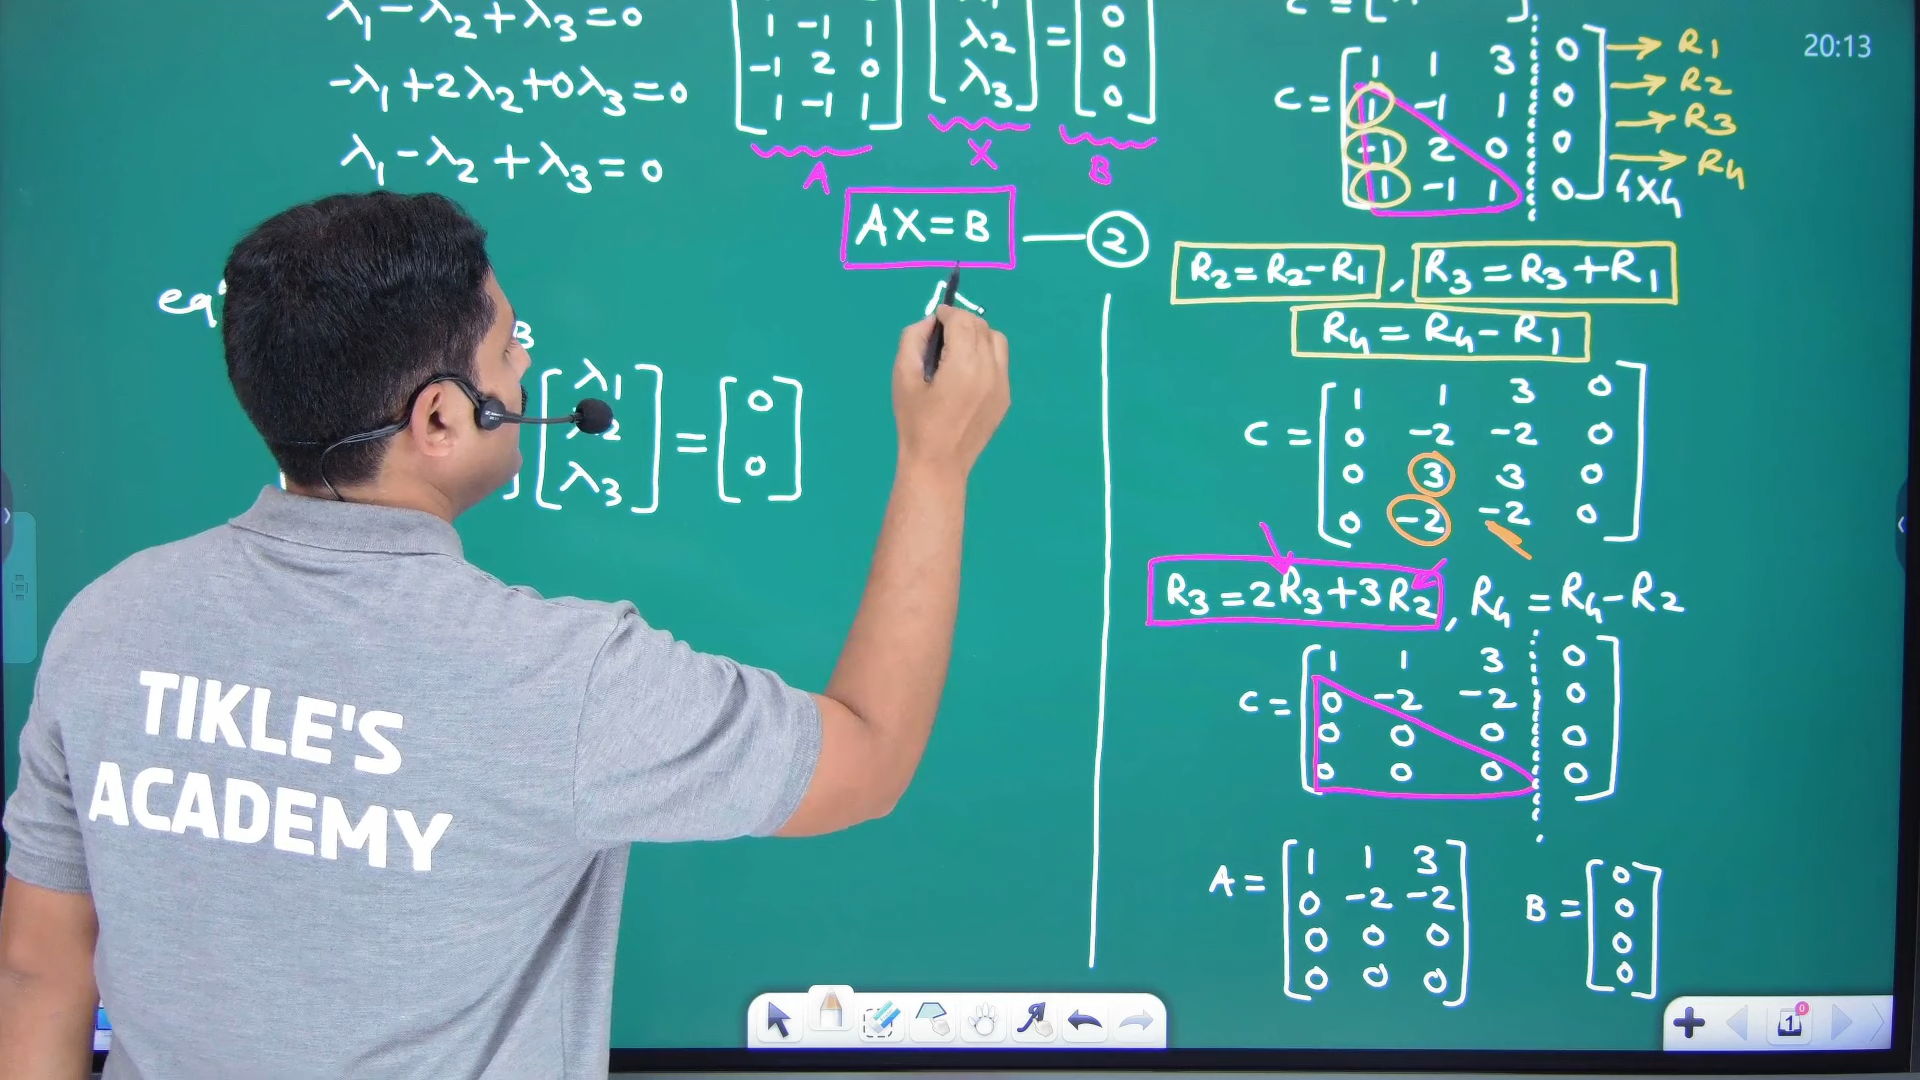 λ1-λ2+λ3=0
-λ1+2λ2+0λ3=0
λ1-λ2+λ3=0
1 -1 1
-1 2 0
1 -1 1
λ1
λ2
λ3
=
0
0
0
A
X
B
AX=B
2
eqn
B
λ1
λ3
=
0
0
C=
1 1 3 0
1 -1 1 0
-1 2 0 0
1 -1 1 0
4X4
R1
R2
R3
R4
20:13
R2=R2-R1, R3=R3+R1
R4=R4-R1
C=
1 1 3 0
0 -2 -2 0
0 3 3 0
0 -2 -2 0
R3=2R3+3R2, R4=R4-R2
C=
1 1 3 0
0 -2 -2 0
0 0 0 0
0 0 0 0
A=
1 1 3
0 -2 -2
0 0 0
0 0 0
B=
0
0
0
0
TIKLE'S
ACADEMY
1
0